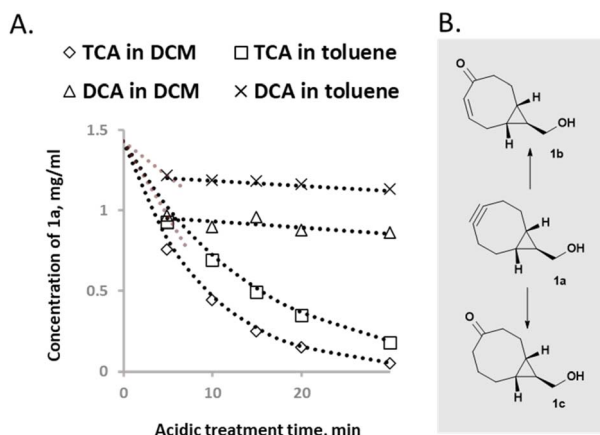 A.
B.
TCA in DCM
TCA in toluene
DCA in DCM
DCA in toluene
Concentration of 1a, mg/ml
1.5
1
0.5
0
0
10
20
Acidic treatment time, min
O
H
OH
H
1b
H
OH
H
1a
O
H
OH
H
1c